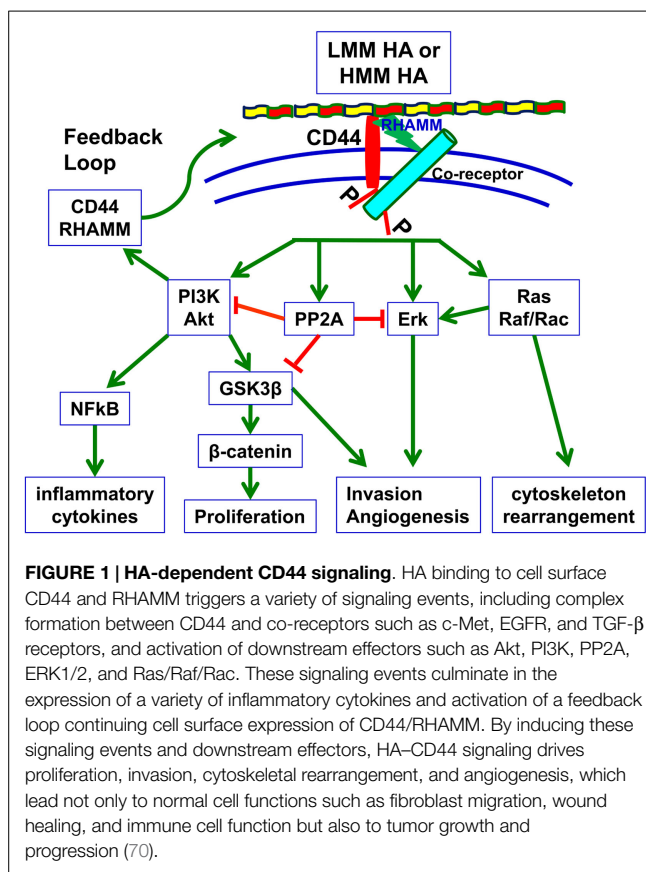 LMM HA or
HMM HA
Feedback
Loop
CD44
RHAMM
Co-receptor
P
P
CD44
RHAMM
PI3K
Akt
PP2A
Erk
Ras
Raf/Rac
NFkB
GSK3β
β-catenin
inflammatory
cytokines
Proliferation
Invasion
Angiogenesis
cytoskeleton
rearrangement
FIGURE 1 | HA-dependent CD44 signaling. HA binding to cell surface
CD44 and RHAMM triggers a variety of signaling events, including complex
formation between CD44 and co-receptors such as c-Met, EGFR, and TGF-β
receptors, and activation of downstream effectors such as Akt, PI3K, PP2A,
ERK1/2, and Ras/Raf/Rac. These signaling events culminate in the
expression of a variety of inflammatory cytokines and activation of a feedback
loop continuing cell surface expression of CD44/RHAMM. By inducing these
signaling events and downstream effectors, HA–CD44 signaling drives
proliferation, invasion, cytoskeletal rearrangement, and angiogenesis, which
lead not only to normal cell functions such as fibroblast migration, wound
healing, and immune cell function but also to tumor growth and
progression (70).